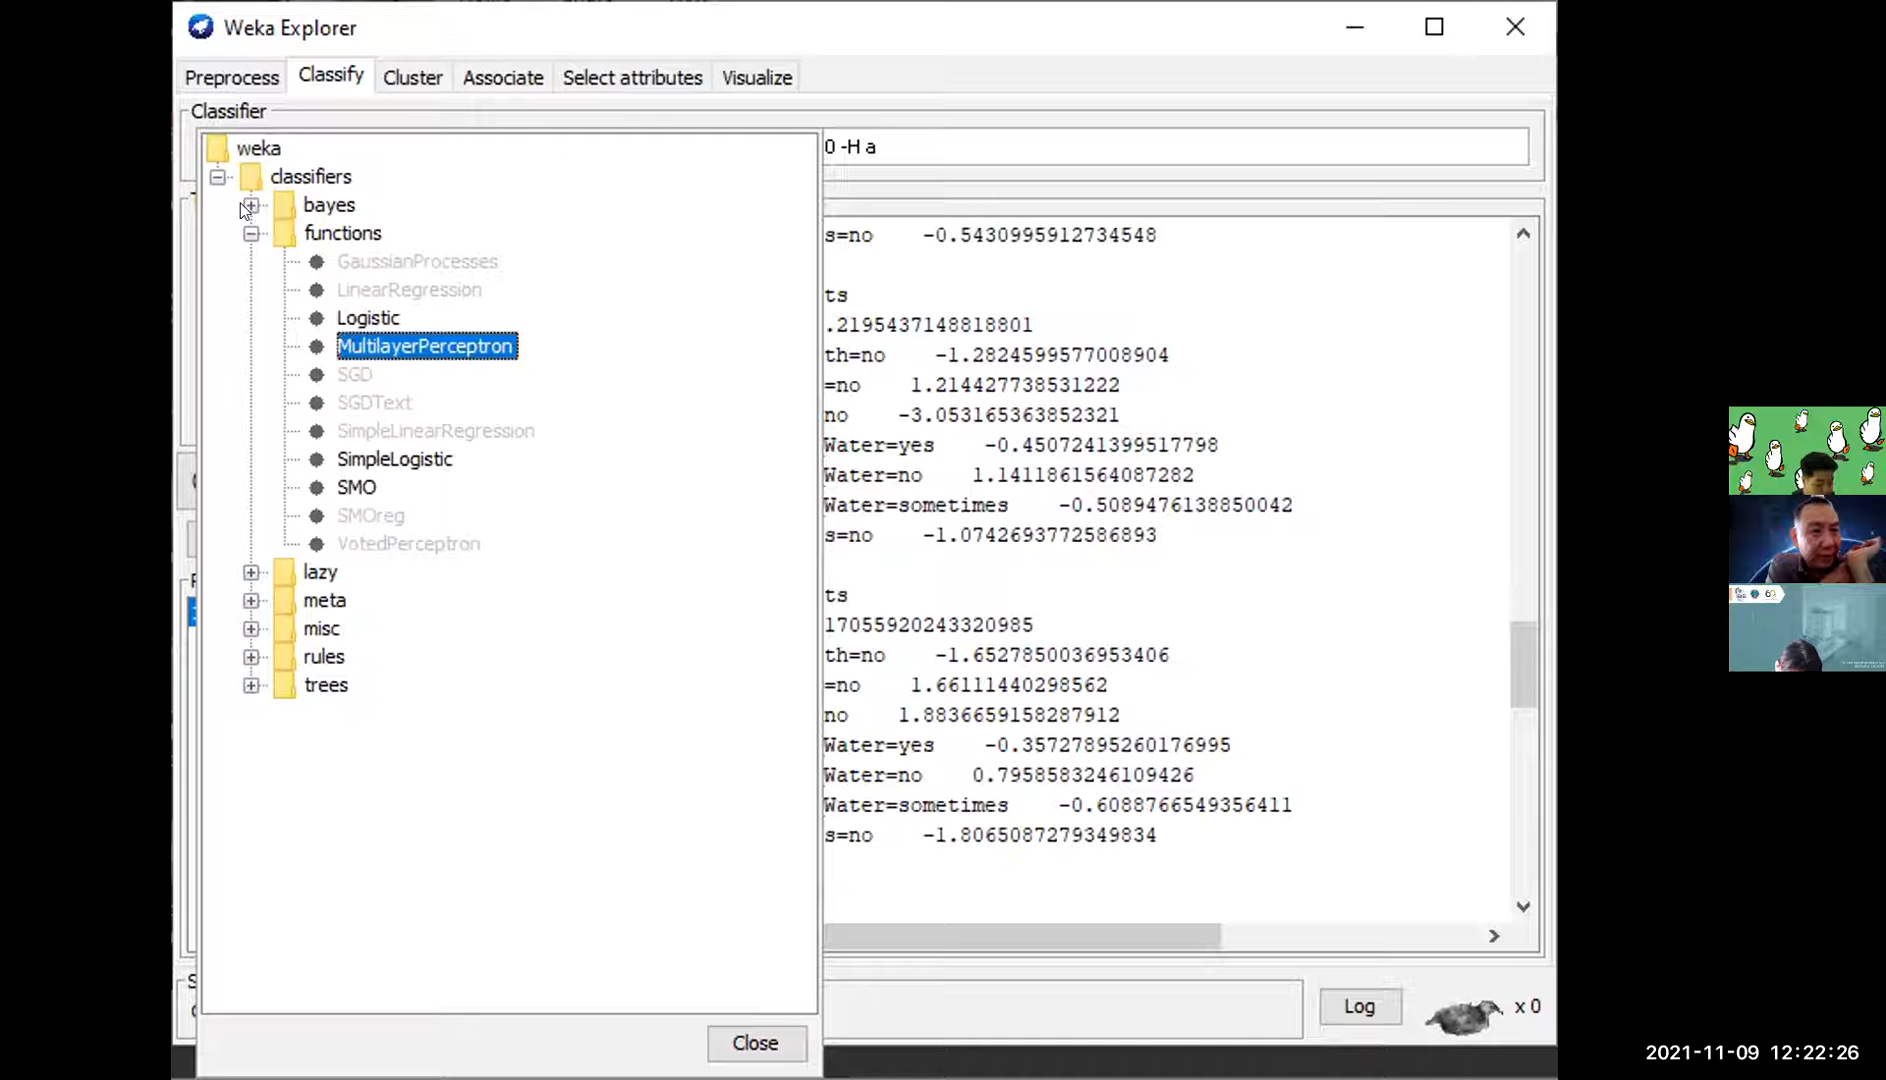 Weka Explorer
Preprocess Classify Cluster Associate Select attributes Visualize
Classifier
0 -H a
weka
classifiers
bayes
functions
GaussianProcesses
LinearRegression
Logistic
MultilayerPerceptron
SGD
SGDText
SimpleLinearRegression
SimpleLogistic
SMO
SMOreg
VotedPerceptron
lazy
meta
misc
rules
trees
Close
s=no -0.5430995912734548
ts
.2195437148818801
th=no -1.2824599577008904
=no 1.214427738531222
no -3.053165363852321
Water=yes -0.4507241399517798
Water=no 1.1411861564087282
Water=sometimes -0.5089476138850042
s=no -1.0742693772586893
ts
17055920243320985
th=no -1.6527850036953406
=no 1.66111440298562
no 1.8836659158287912
Water=yes -0.35727895260176995
Water=no 0.7958583246109426
Water=sometimes -0.6088766549356411
s=no -1.8065087279349834
Log
x 0
2021-11-09 12:22:26